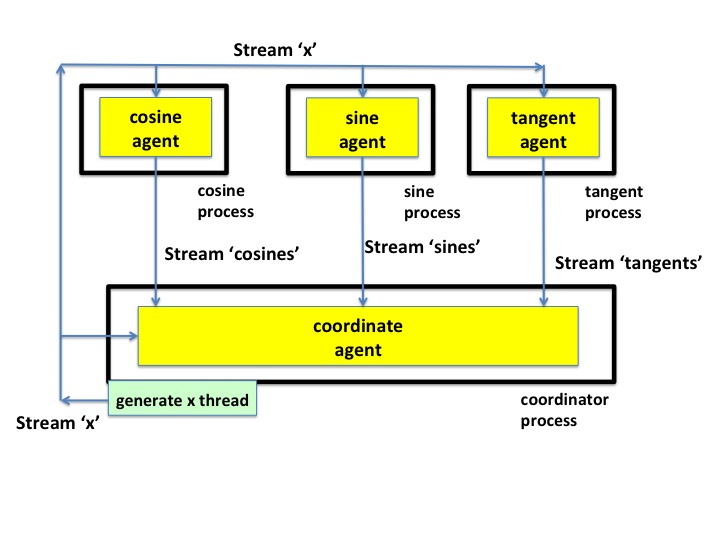 Stream ‘x’
cosine
agent
sine
agent
tangent
agent
cosine
process
sine
process
tangent
process
Stream ‘cosines’
Stream ‘sines’
Stream ‘tangents’
coordinate
agent
generate x thread
coordinator
process
Stream ‘x’